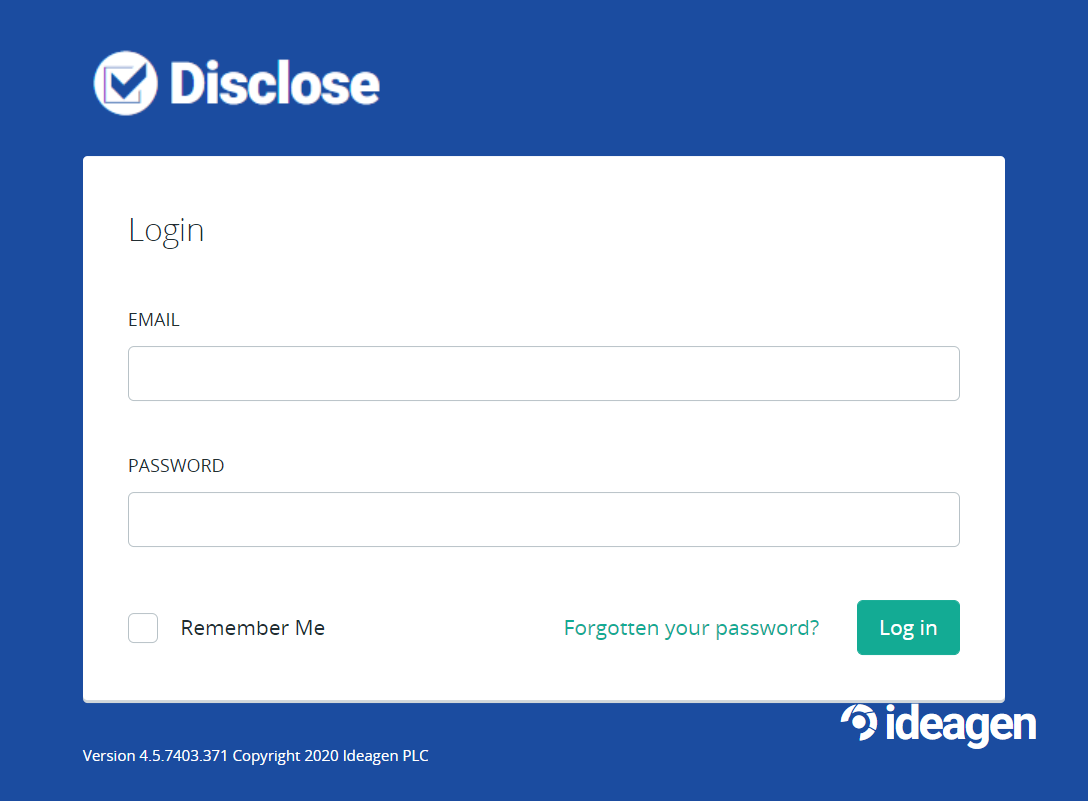 Disclose
Login
EMAIL
PASSWORD
Remember Me
Forgotten your password?
Log in
ideagen
Version 4.5.7403.371 Copyright 2020 Ideagen PLC